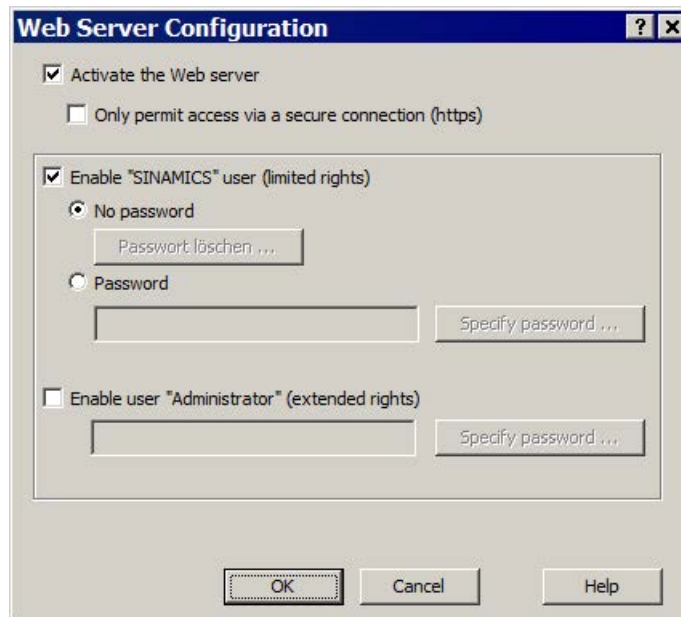 Web Server Configuration
Activate the Web server
Only permit access via a secure connection (https)
Enable "SINAMICS" user (limited rights)
No password
Passwort löschen ...
Password
Specify password ...
Enable user "Administrator" (extended rights)
Specify password ...
OK Cancel Help